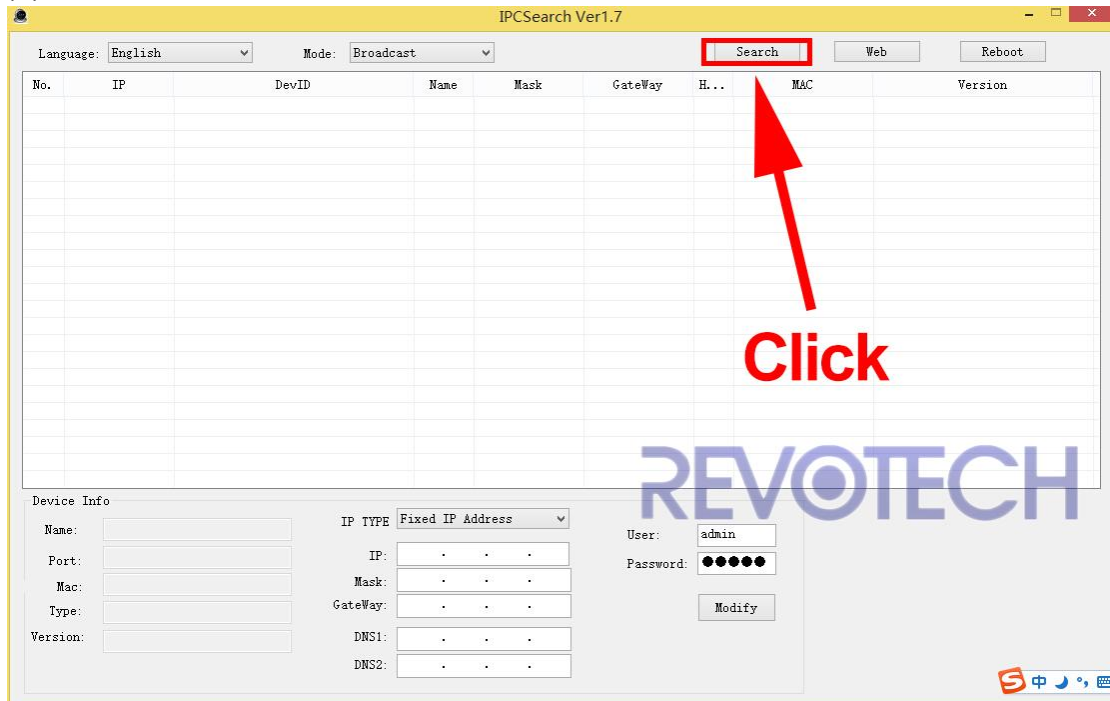 IPCSearch Ver1.7
Language: English Mode: Broadcast Search Web Reboot
No. IP DevID Name Mask GateWay H... MAC Version
Click
REVOTECH
Device Info
Name:
Port:
Mac:
Type:
Version:
IP TYPE Fixed IP Address
IP: . . .
Mask: . . .
GateWay: . . .
DNS1: . . .
DNS2: . . .
User: admin
Password: ●●●●●
Modify
S 中